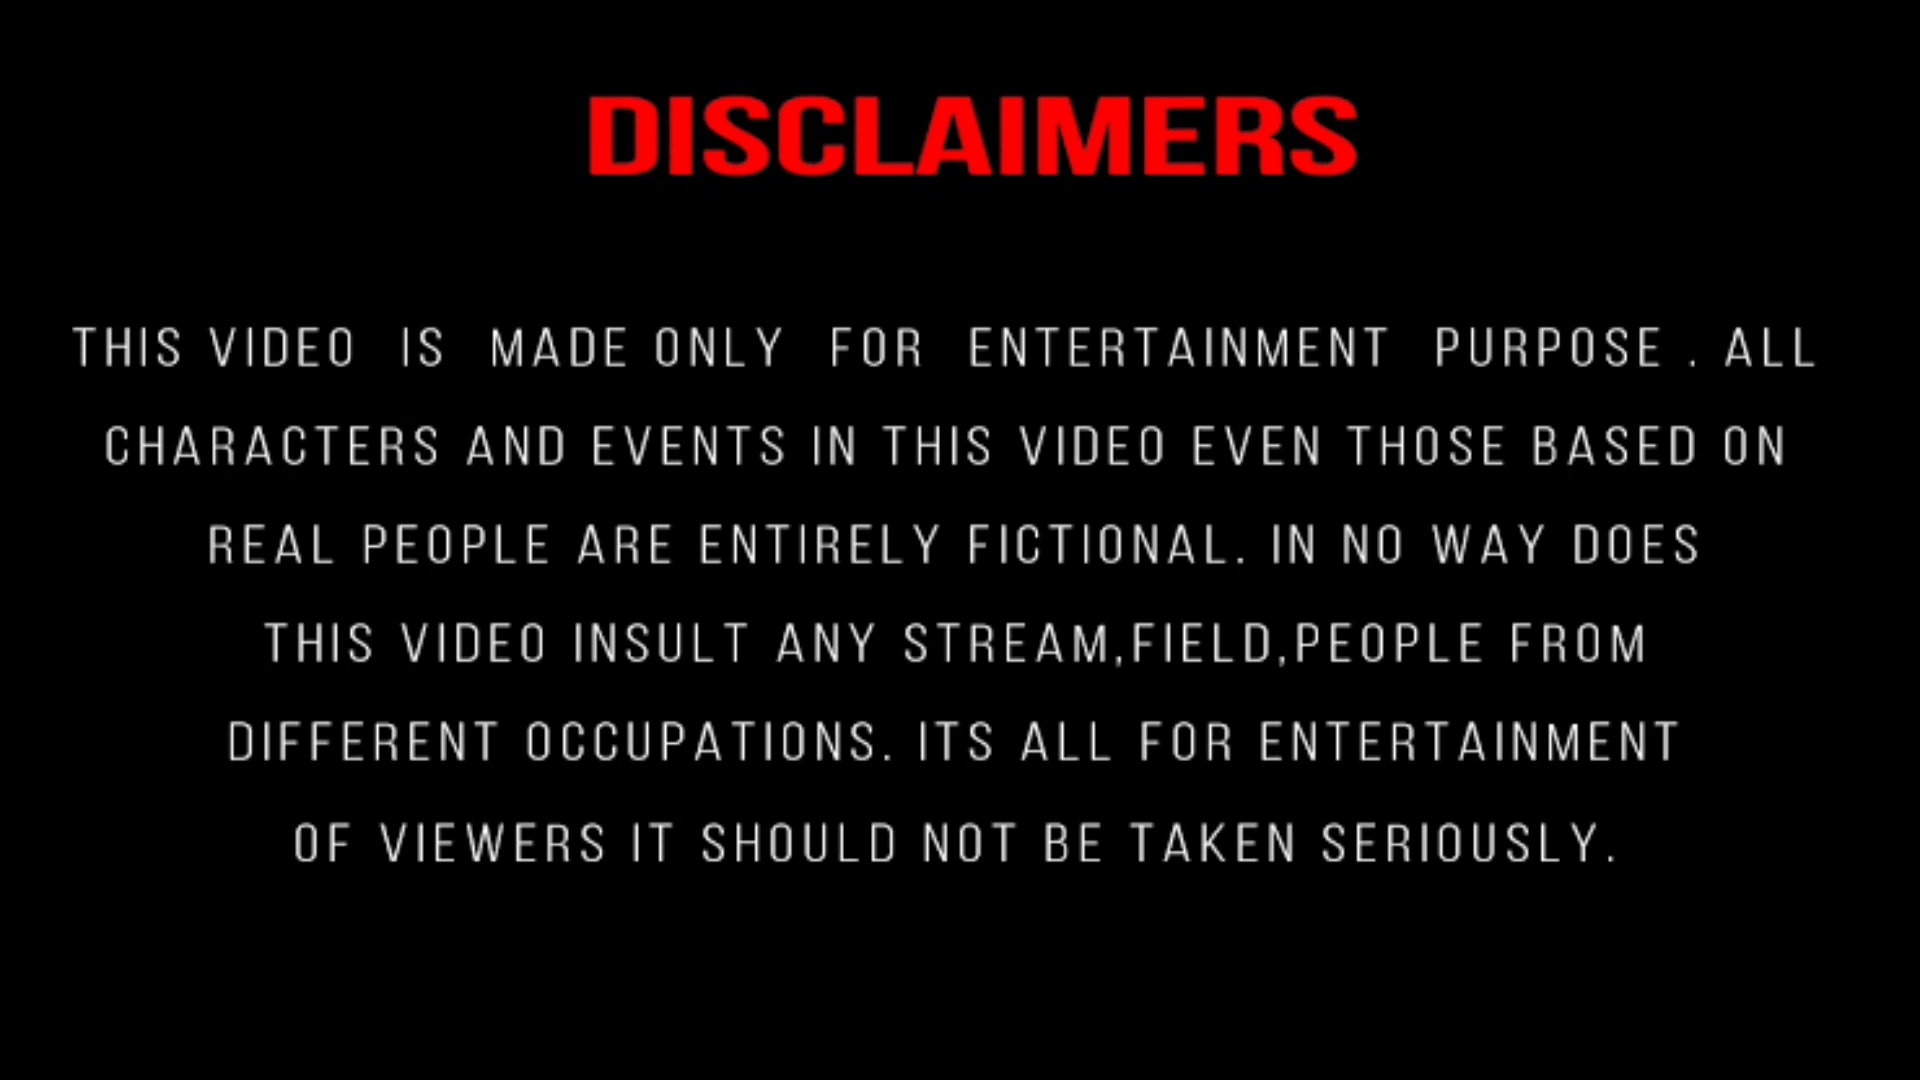 DISCLAIMERS
THIS VIDEO IS MADE ONLY FOR ENTERTAINMENT PURPOSE . ALL
CHARACTERS AND EVENTS IN THIS VIDEO EVEN THOSE BASED ON
REAL PEOPLE ARE ENTIRELY FICTIONAL. IN NO WAY DOES
THIS VIDEO INSULT ANY STREAM,FIELD,PEOPLE FROM
DIFFERENT OCCUPATIONS. ITS ALL FOR ENTERTAINMENT
OF VIEWERS IT SHOULD NOT BE TAKEN SERIOUSLY.